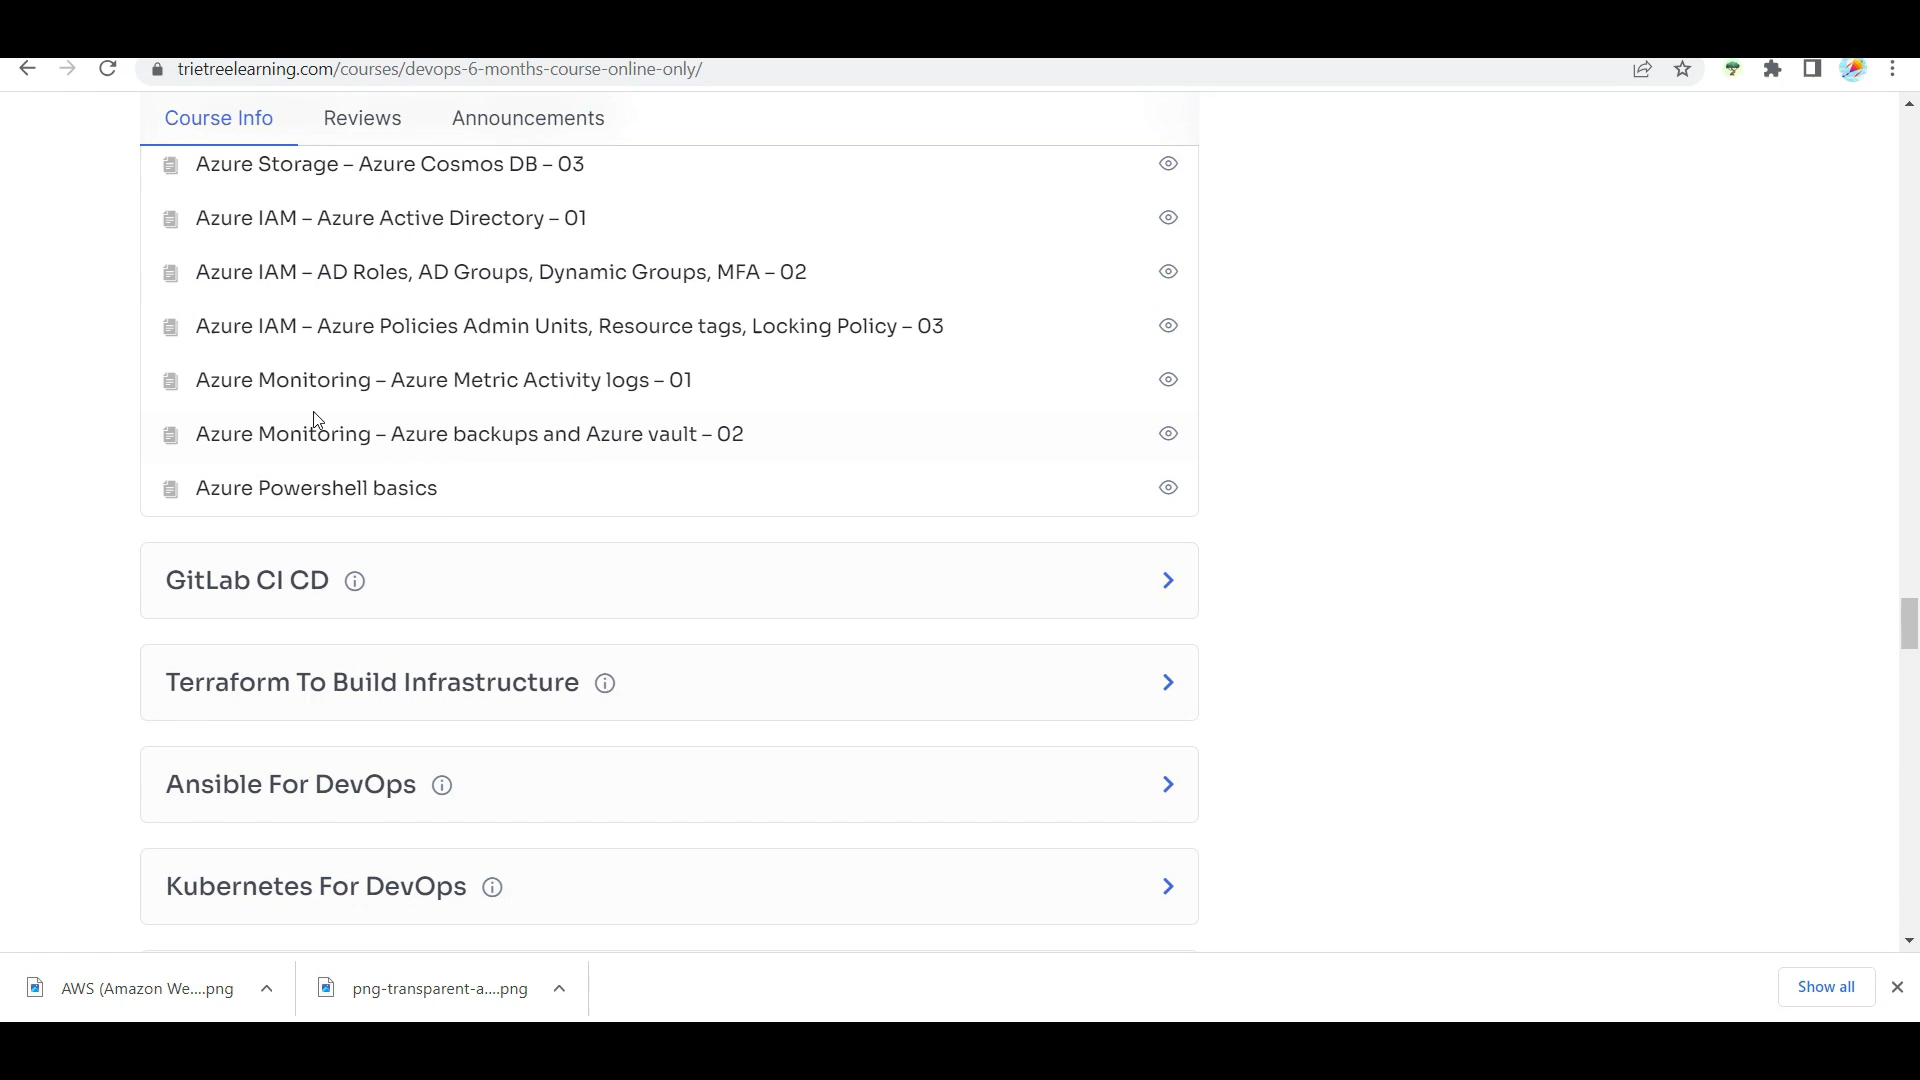 trietreelearning.com/courses/devops-6-months-course-online-only/
Course Info
Reviews
Announcements
Azure Storage – Azure Cosmos DB – 03
Azure IAM – Azure Active Directory – 01
Azure IAM – AD Roles, AD Groups, Dynamic Groups, MFA – 02
Azure IAM – Azure Policies Admin Units, Resource tags, Locking Policy – 03
Azure Monitoring – Azure Metric Activity logs – 01
Azure Monitoring – Azure backups and Azure vault – 02
Azure Powershell basics
GitLab CI CD
Terraform To Build Infrastructure
Ansible For DevOps
Kubernetes For DevOps
AWS (Amazon We....png
png-transparent-a....png
Show all